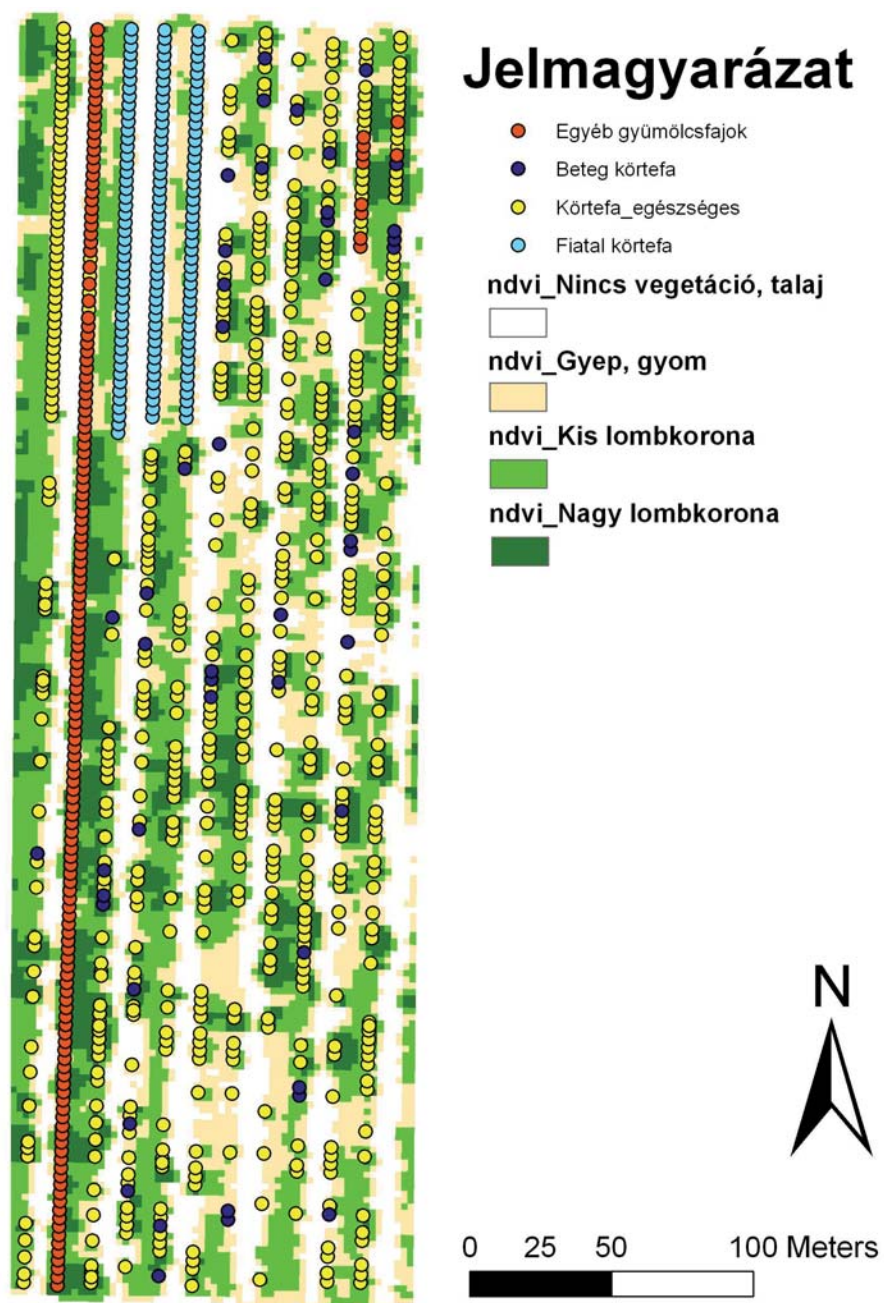 Jelmagyarázat
Egyéb gyümölcsfajok
Beteg körtefa
Körtefa_egészséges
Fiatal körtefa
ndvi_Nincs vegetáció, talaj
ndvi_Gyep, gyom
ndvi_Kis lombkorona
ndvi_Nagy lombkorona
N
0 25 50 100 Meters